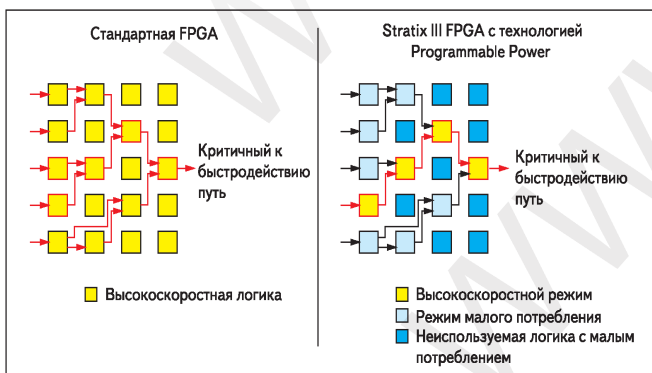 Стандартная FPGA
Критичный к
быстродействию
путь
Высокоскоростная логика
Stratix III FPGA с технологией
Programmable Power
Критичный к
быстродействию
путь
Высокоскоростной режим
Режим малого потребления
Неиспользуемая логика с малым
потреблением